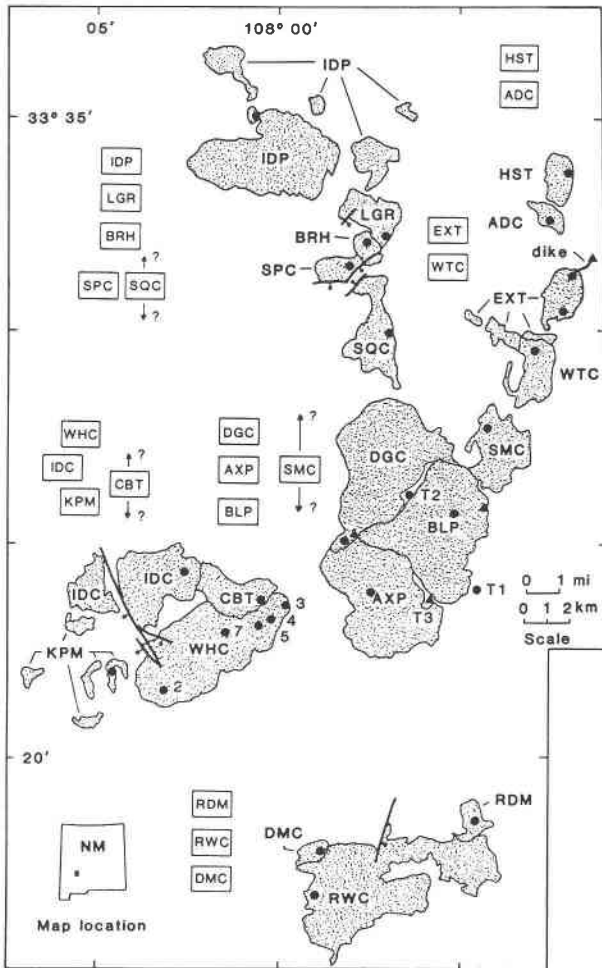 05′ 108° 00′
IDP
HST
ADC
33° 35′
IDP
IDP
HST
LGR
LGR
ADC
BRH
BRH
EXT
dike
?
SPC
WTC
SPC SQC
EXT
?
SQC
WTC
WHC
DGC
?
DGC
SMC
?
IDC
CBT
AXP
SMC
T2
KPM
BLP
BLP
?
?
IDC
IDC
CBT
3
AXP
T1
0 1 mi
4
T3
0 1 2 km
KPM
WHC
7
5
Scale
2
20′
RDM
RDM
NM
RWC
DMC
DMC
RWC
Map location